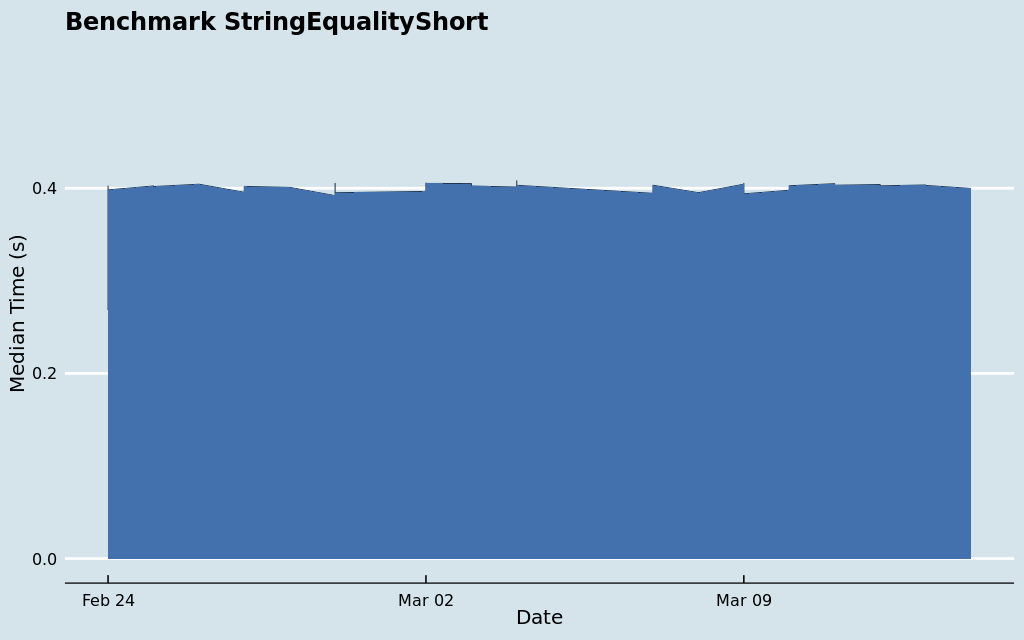 Benchmark StringEqualityShort
Median Time (s)
0.4
0.2
0.0
Feb 24
Mar 02
Mar 09
Date